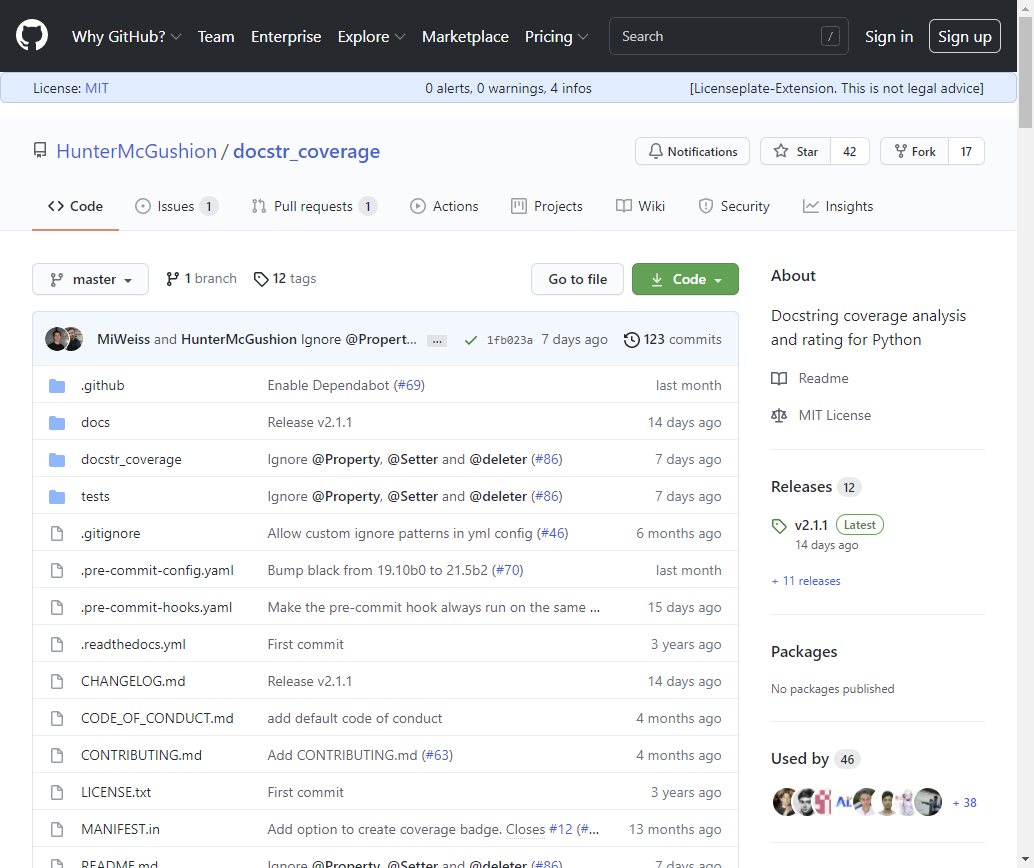 Why GitHub? Team Enterprise Explore Marketplace Pricing Search / Sign in Sign up
License: MIT 0 alerts, 0 warnings, 4 infos [Licenseplate-Extension. This is not legal advice]
HunterMcGushion / docstr_coverage Notifications Star 42 Fork 17
Code Issues 1 Pull requests 1 Actions Projects Wiki Security Insights
master 1 branch 12 tags Go to file Code
MiWeiss and HunterMcGushion Ignore @Propert... ... 1fb023a 7 days ago 123 commits
.github Enable Dependabot (#69) last month
docs Release v2.1.1 14 days ago
docstr_coverage Ignore @Property, @Setter and @deleter (#86) 7 days ago
tests Ignore @Property, @Setter and @deleter (#86) 7 days ago
.gitignore Allow custom ignore patterns in yml config (#46) 6 months ago
.pre-commit-config.yaml Bump black from 19.10b0 to 21.5b2 (#70) last month
.pre-commit-hooks.yaml Make the pre-commit hook always run on the same ... 15 days ago
.readthedocs.yml First commit 3 years ago
CHANGELOG.md Release v2.1.1 14 days ago
CODE_OF_CONDUCT.md add default code of conduct 4 months ago
CONTRIBUTING.md Add CONTRIBUTING.md (#63) 4 months ago
LICENSE.txt First commit 3 years ago
MANIFEST.in Add option to create coverage badge. Closes #12 (#... 13 months ago
README.md Ignore @Property, @Setter and @deleter (#86) 7 days ago
About
Docstring coverage analysis
and rating for Python
Readme
MIT License
Releases 12
v2.1.1 Latest
14 days ago
+ 11 releases
Packages
No packages published
Used by 46
Ai + 38